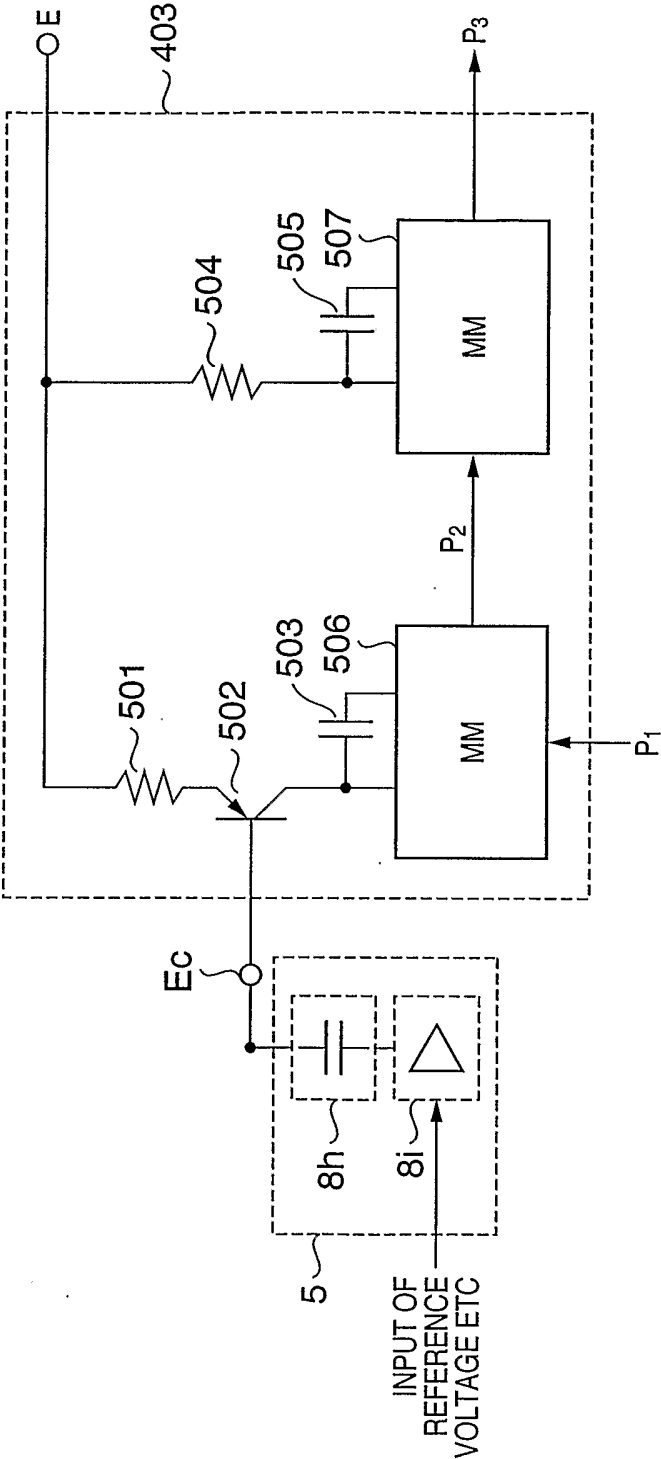 E
403
504
505
507
MM
P3
P2
501
502
503
506
MM
P1
Ec
8h
8i
5
INPUT OF
REFERENCE
VOLTAGE ETC